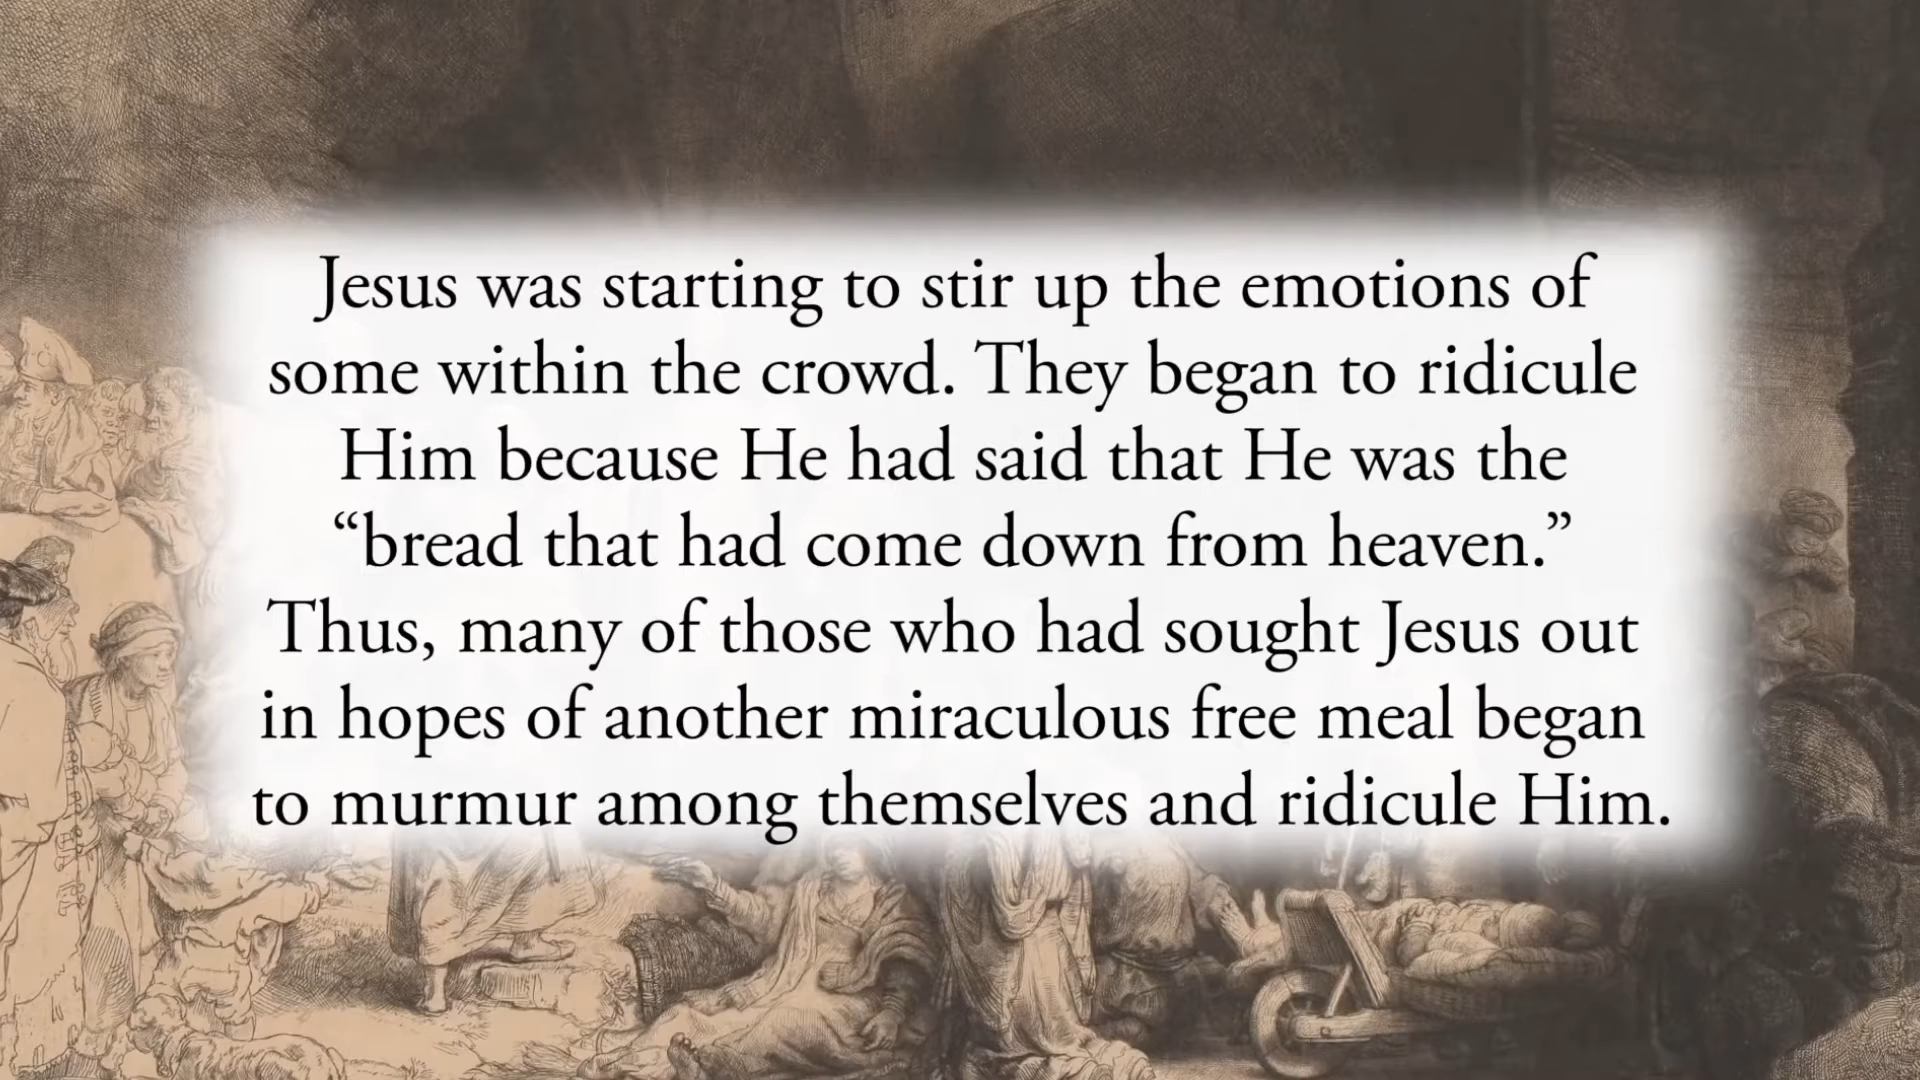 Jesus was starting to stir up the emotions of
some within the crowd. They began to ridicule
Him because He had said that He was the
“bread that had come down from heaven.”
Thus, many of those who had sought Jesus out
in hopes of another miraculous free meal began
to murmur among themselves and ridicule Him.